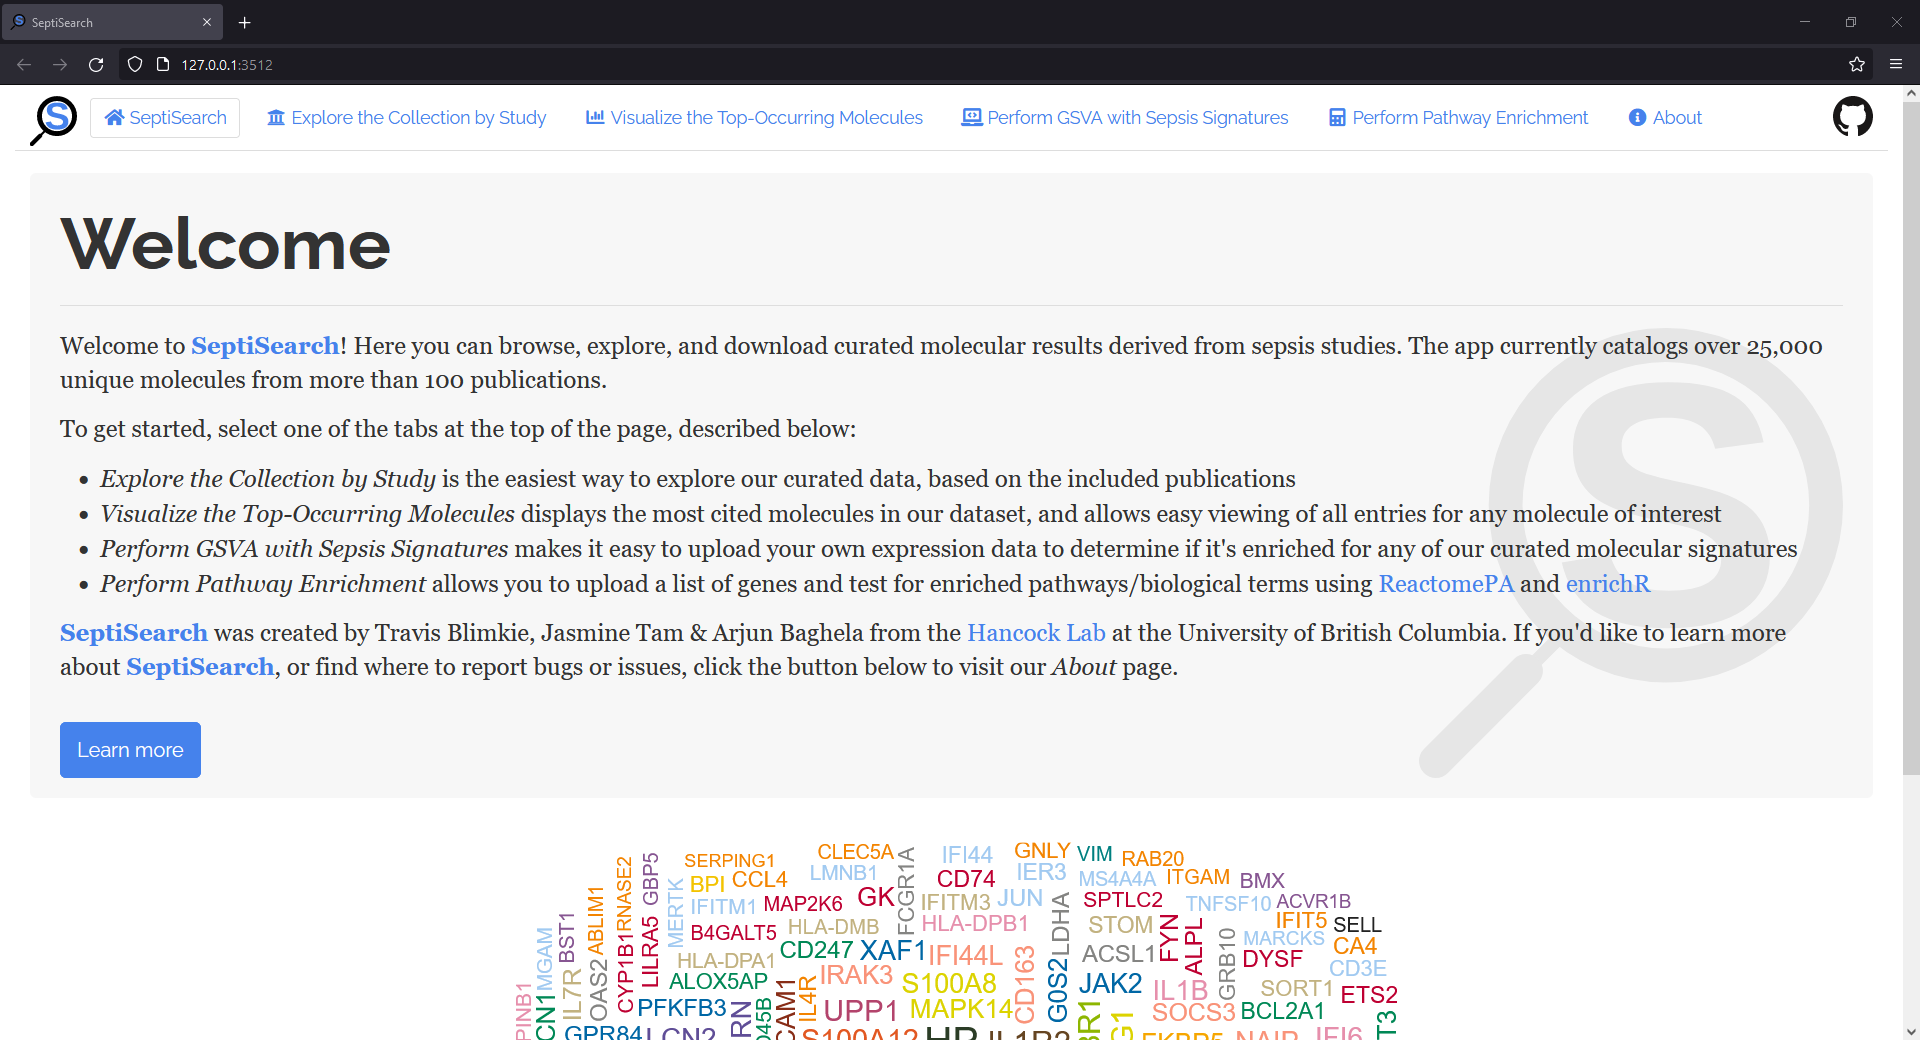 SeptiSearch
127.0.0.1:3512
S SeptiSearch Explore the Collection by Study Visualize the Top-Occurring Molecules Perform GSVA with Sepsis Signatures Perform Pathway Enrichment About
Welcome
Welcome to SeptiSearch! Here you can browse, explore, and download curated molecular results derived from sepsis studies. The app currently catalogs over 25,000
unique molecules from more than 100 publications.
To get started, select one of the tabs at the top of the page, described below:
• Explore the Collection by Study is the easiest way to explore our curated data, based on the included publications
• Visualize the Top-Occurring Molecules displays the most cited molecules in our dataset, and allows easy viewing of all entries for any molecule of interest
• Perform GSVA with Sepsis Signatures makes it easy to upload your own expression data to determine if it's enriched for any of our curated molecular signatures
• Perform Pathway Enrichment allows you to upload a list of genes and test for enriched pathways/biological terms using ReactomePA and enrichR
SeptiSearch was created by Travis Blimkie, Jasmine Tam & Arjun Baghela from the Hancock Lab at the University of British Columbia. If you'd like to learn more
about SeptiSearch, or find where to report bugs or issues, click the button below to visit our About page.
Learn more
CLEC5A IFI44 GNLY VIM RAB20
SERPING1 LMNB1 FCGR1A IER3 MS4A4A ITGAM BMX
RNASE2 GBP5 BPI CCL4 CD74
MERTK IFITM1 MAP2K6 GK IFITM3 JUN SPTLC2 TNFSF10 ACVR1B
ABLIM1 B4GALT5 HLA-DMB HLA-DPB1 LDHA STOM FYN ALPL IFIT5 SELL
BST1 CYP1B1 LILRA5 CD247 XAF1 IFI44L ACSL1 GRB10 MARCKS CA4
MGAM HLA-DPA1 CD163 DYSF CD3E
IL7R OAS2 ALOX5AP IRAK3 S100A8 G0S2 JAK2 IL1B SORT1 ETS2
PFKFB3 IL4R UPP1 MAPK14 SOCS3 BCL2A1
GPR84 LCN2 S100A12 HP IL1R2 FKBP5 NAIP IFI6